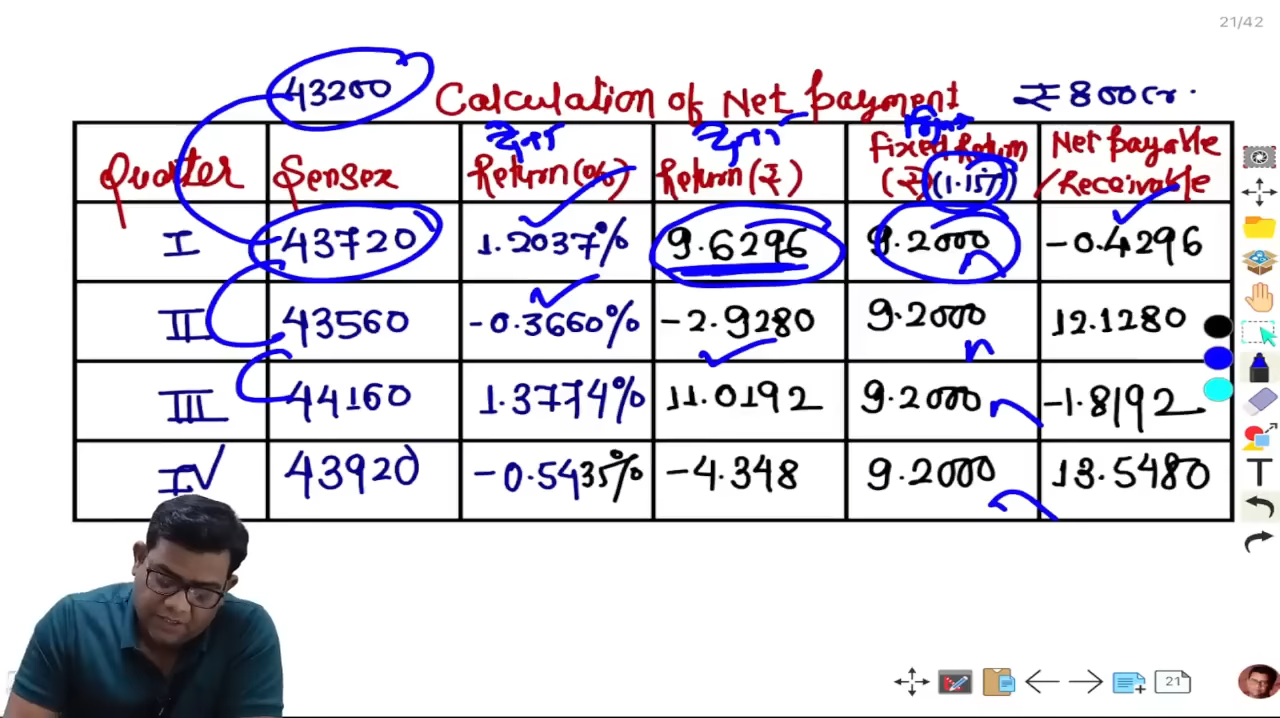 21/42
43200 Calculation of Net payment ₹800cr.
Quarter Sensex Return(%) Return(₹) Fixed Return (₹) (1.15%) Net payable /Receivable
I 43720 1.2037% 9.6296 9.2000 -0.4296
II 43560 -0.3660% -2.9280 9.2000 12.1280
III 44160 1.3774% 11.0192 9.2000 -1.8192
IV 43920 -0.5435% -4.348 9.2000 13.5480
T
21